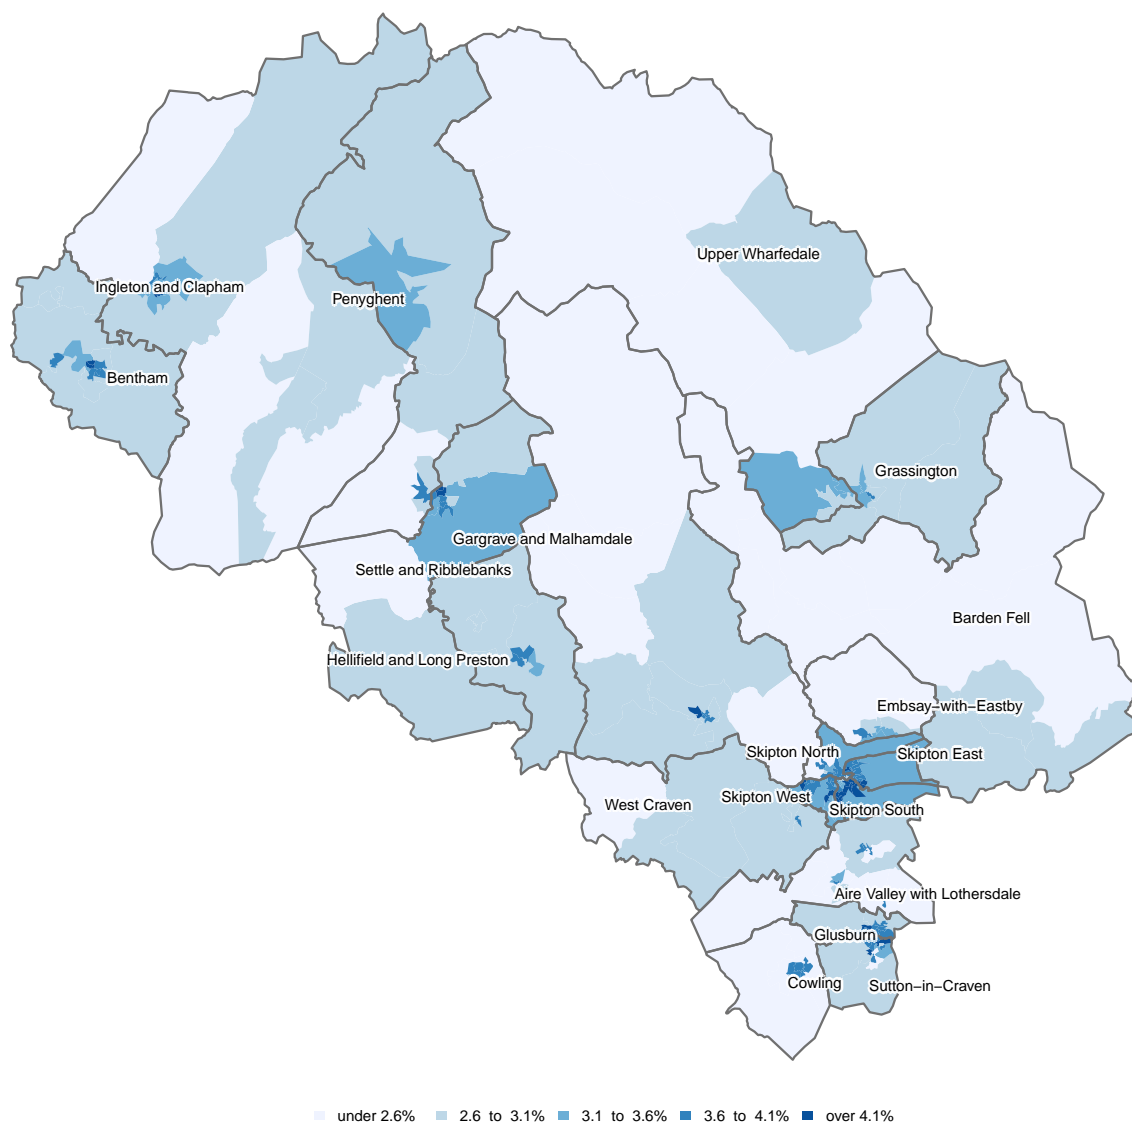 Upper Wharfedale
Ingleton and Clapham
Penyghent
Bentham
Grassington
Gargrave and Malhamdale
Settle and Ribblebanks
Barden Fell
Hellifield and Long Preston
Embsay−with−Eastby
Skipton North
Skipton East
Skipton West
West Craven
Skipton South
Aire Valley with Lothersdale
Glusburn
Cowling
Sutton−in−Craven
under 2.6% 2.6 to 3.1% 3.1 to 3.6% 3.6 to 4.1% over 4.1%